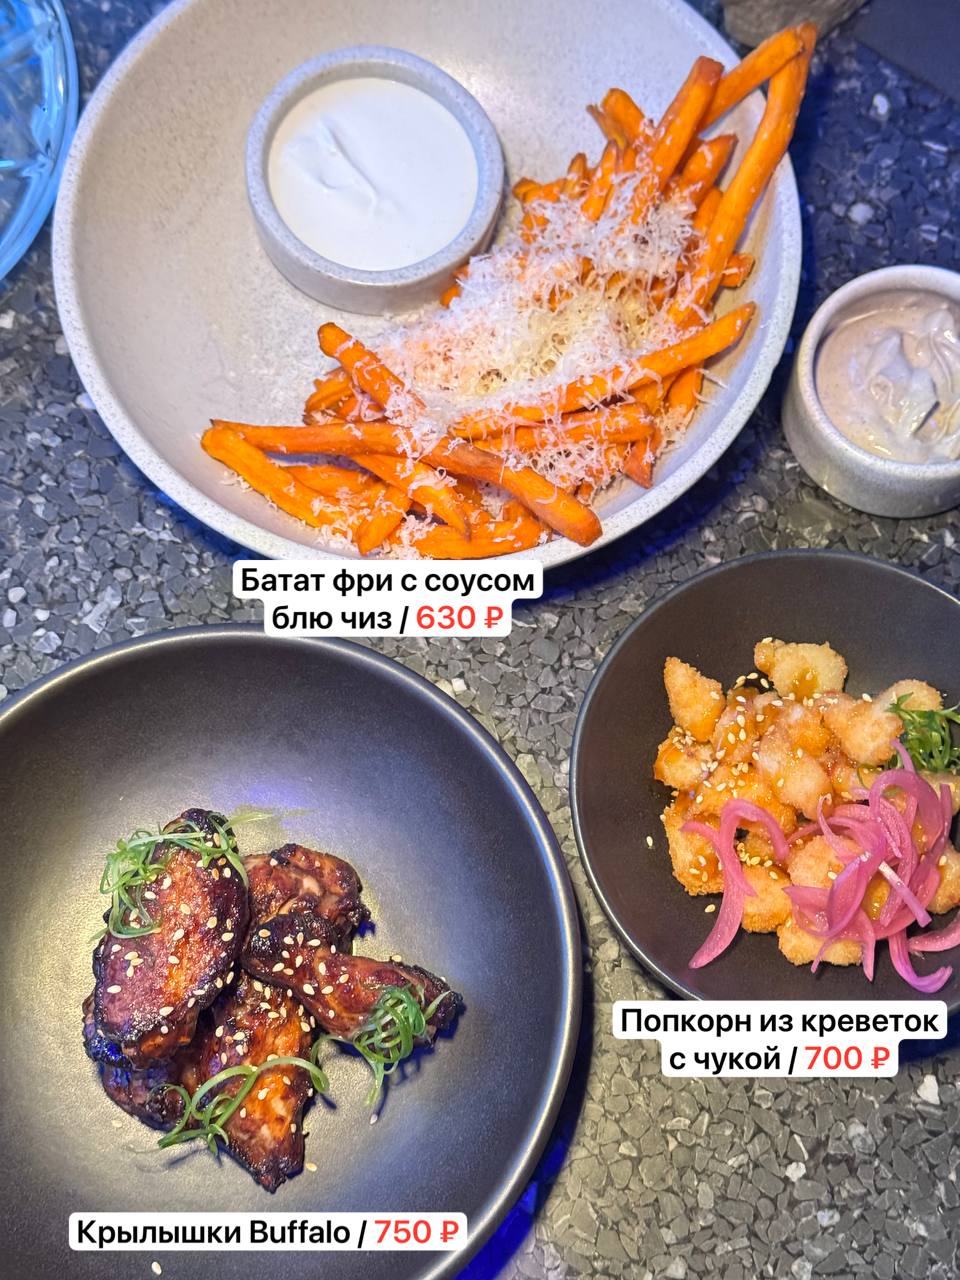 Батат фри с соусом
блю чиз / 630 ₽
Попкорн из креветок
с чукой / 700 ₽
Крылышки Buffalo / 750 ₽